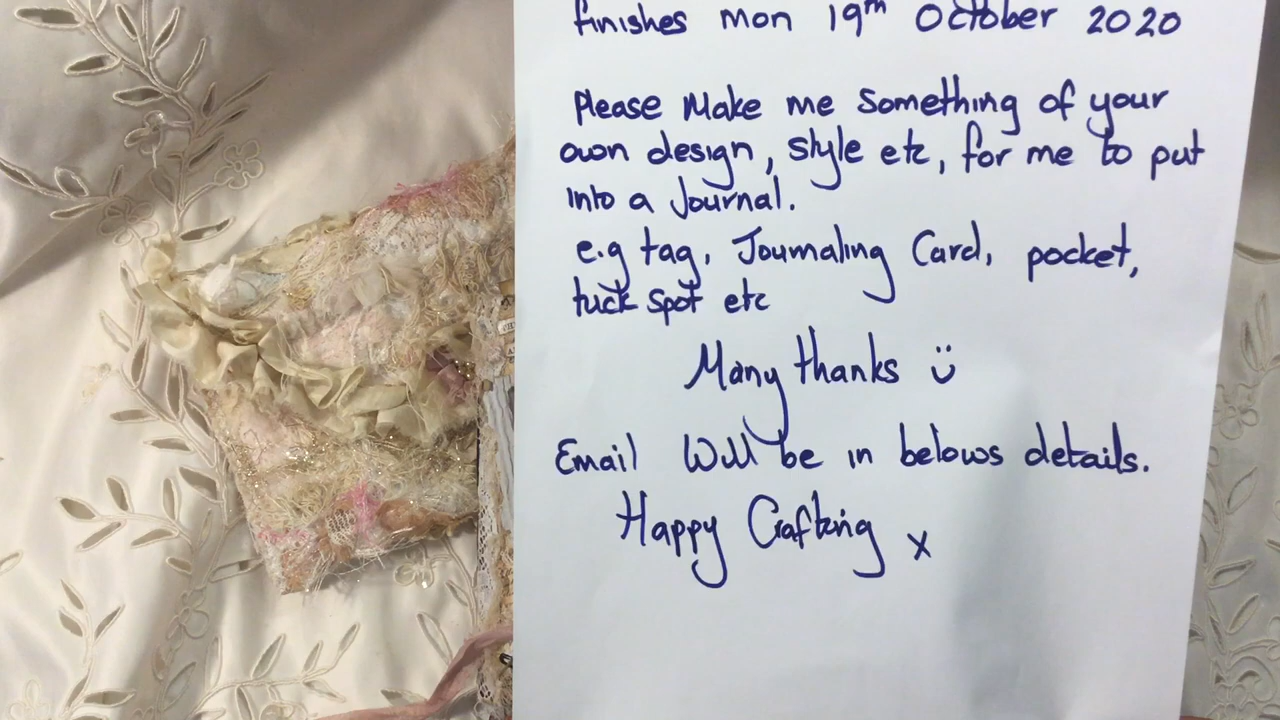 finishes Mon 19th October 2020
Please Make me Something of your
own design, style etc, for me to put
into a Journal.
e.g tag, Journaling Card, pocket,
tuck spot etc
Many thanks
Email Will be in belows details.
Happy Crafting x